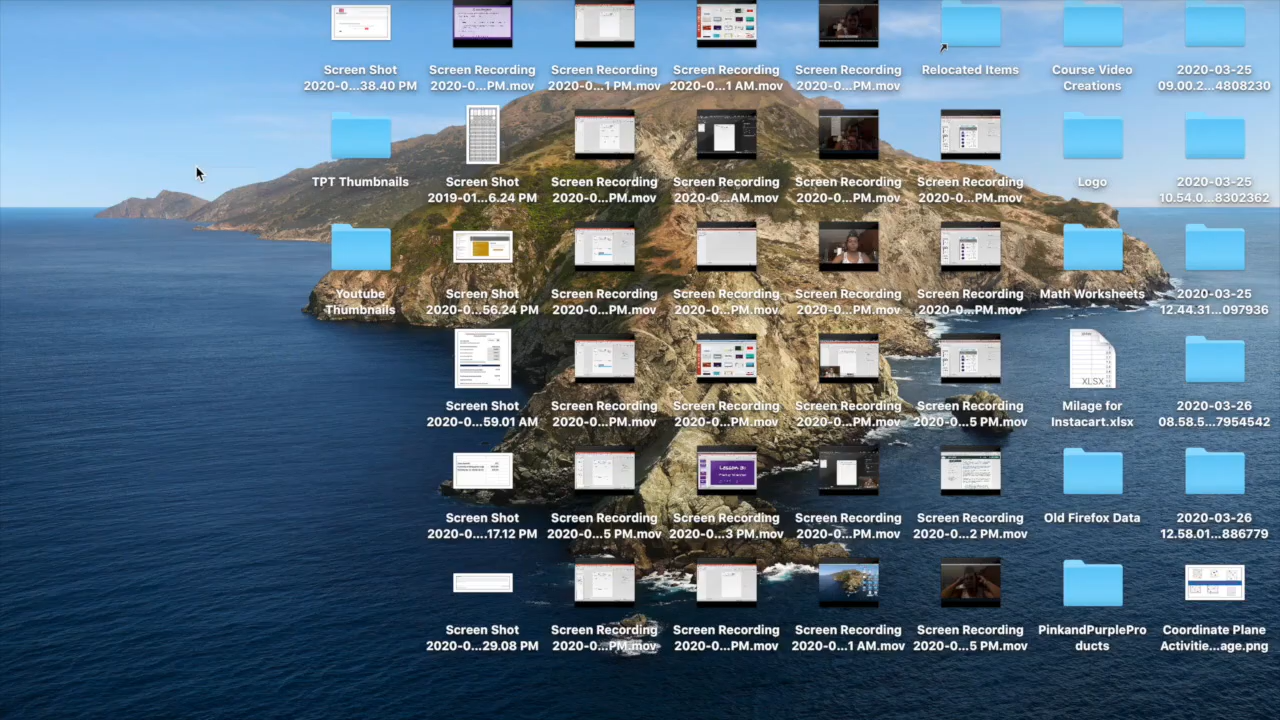 Screen Shot
2020-0...38.40 PM
Screen Recording
2020-0...PM.mov
Screen Recording
2020-0...1 PM.mov
Screen Recording
2020-0...1 AM.mov
Screen Recording
2020-0...PM.mov
Relocated Items
Course Video
Creations
2020-03-25
09.00.2...4808230
TPT Thumbnails
Screen Shot
2019-01...6.24 PM
Screen Recording
2020-0...PM.mov
Screen Recording
2020-0...AM.mov
Screen Recording
2020-0...PM.mov
Screen Recording
2020-0...PM.mov
Logo
2020-03-25
10.54.0...8302362
Youtube
Thumbnails
Screen Shot
2020-0...56.24 PM
Screen Recording
2020-0...PM.mov
Screen Recording
2020-0...PM.mov
Screen Recording
2020-0...PM.mov
Screen Recording
2020-0...PM.mov
Math Worksheets
2020-03-25
12.44.31...097936
Screen Shot
2020-0...59.01 AM
Screen Recording
2020-0...PM.mov
Screen Recording
2020-0...PM.mov
Screen Recording
2020-0...PM.mov
Screen Recording
2020-0...5 PM.mov
XLSX
Milage for
Instacart.xlsx
2020-03-26
08.58.5...7954542
Screen Shot
2020-0....17.12 PM
Screen Recording
2020-0...5 PM.mov
Screen Recording
2020-0...3 PM.mov
Screen Recording
2020-0...PM.mov
Screen Recording
2020-0...2 PM.mov
Old Firefox Data
2020-03-26
12.58.01...886779
Screen Shot
2020-0...29.08 PM
Screen Recording
2020-0...PM.mov
Screen Recording
2020-0...PM.mov
Screen Recording
2020-0...1 AM.mov
Screen Recording
2020-0...5 PM.mov
PinkandPurplePro
ducts
Coordinate Plane
Activitie...age.png